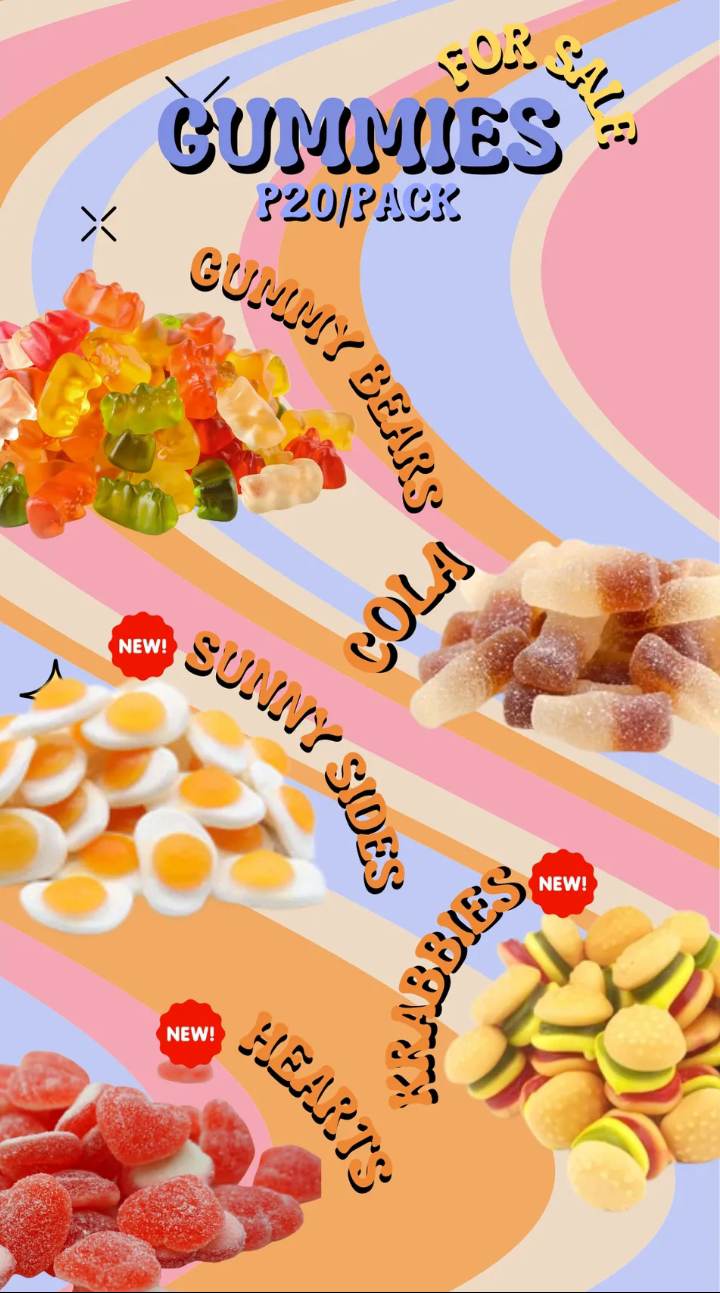 FOR SALE
GUMMIES
P20/PACK
GUMMY BEARS
COLA
NEW!
SUNNY SIDES
NEW!
KRABBIES
NEW!
HEARTS